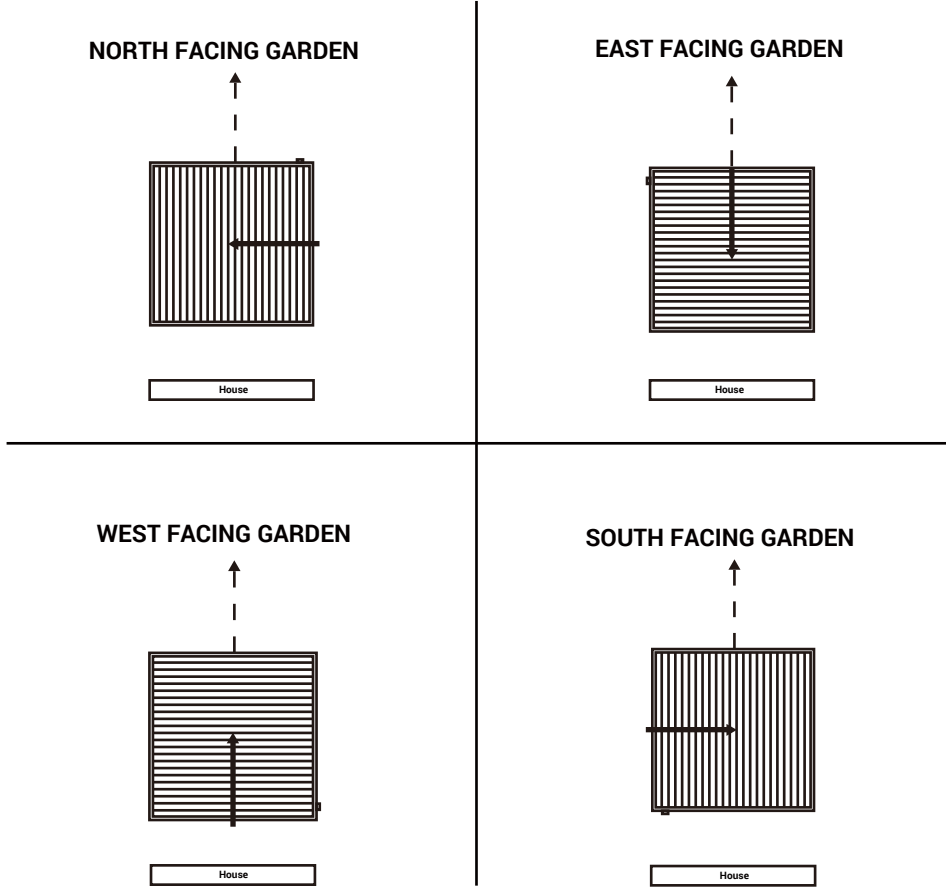 NORTH FACING GARDEN
EAST FACING GARDEN
House
House
WEST FACING GARDEN
SOUTH FACING GARDEN
House
House